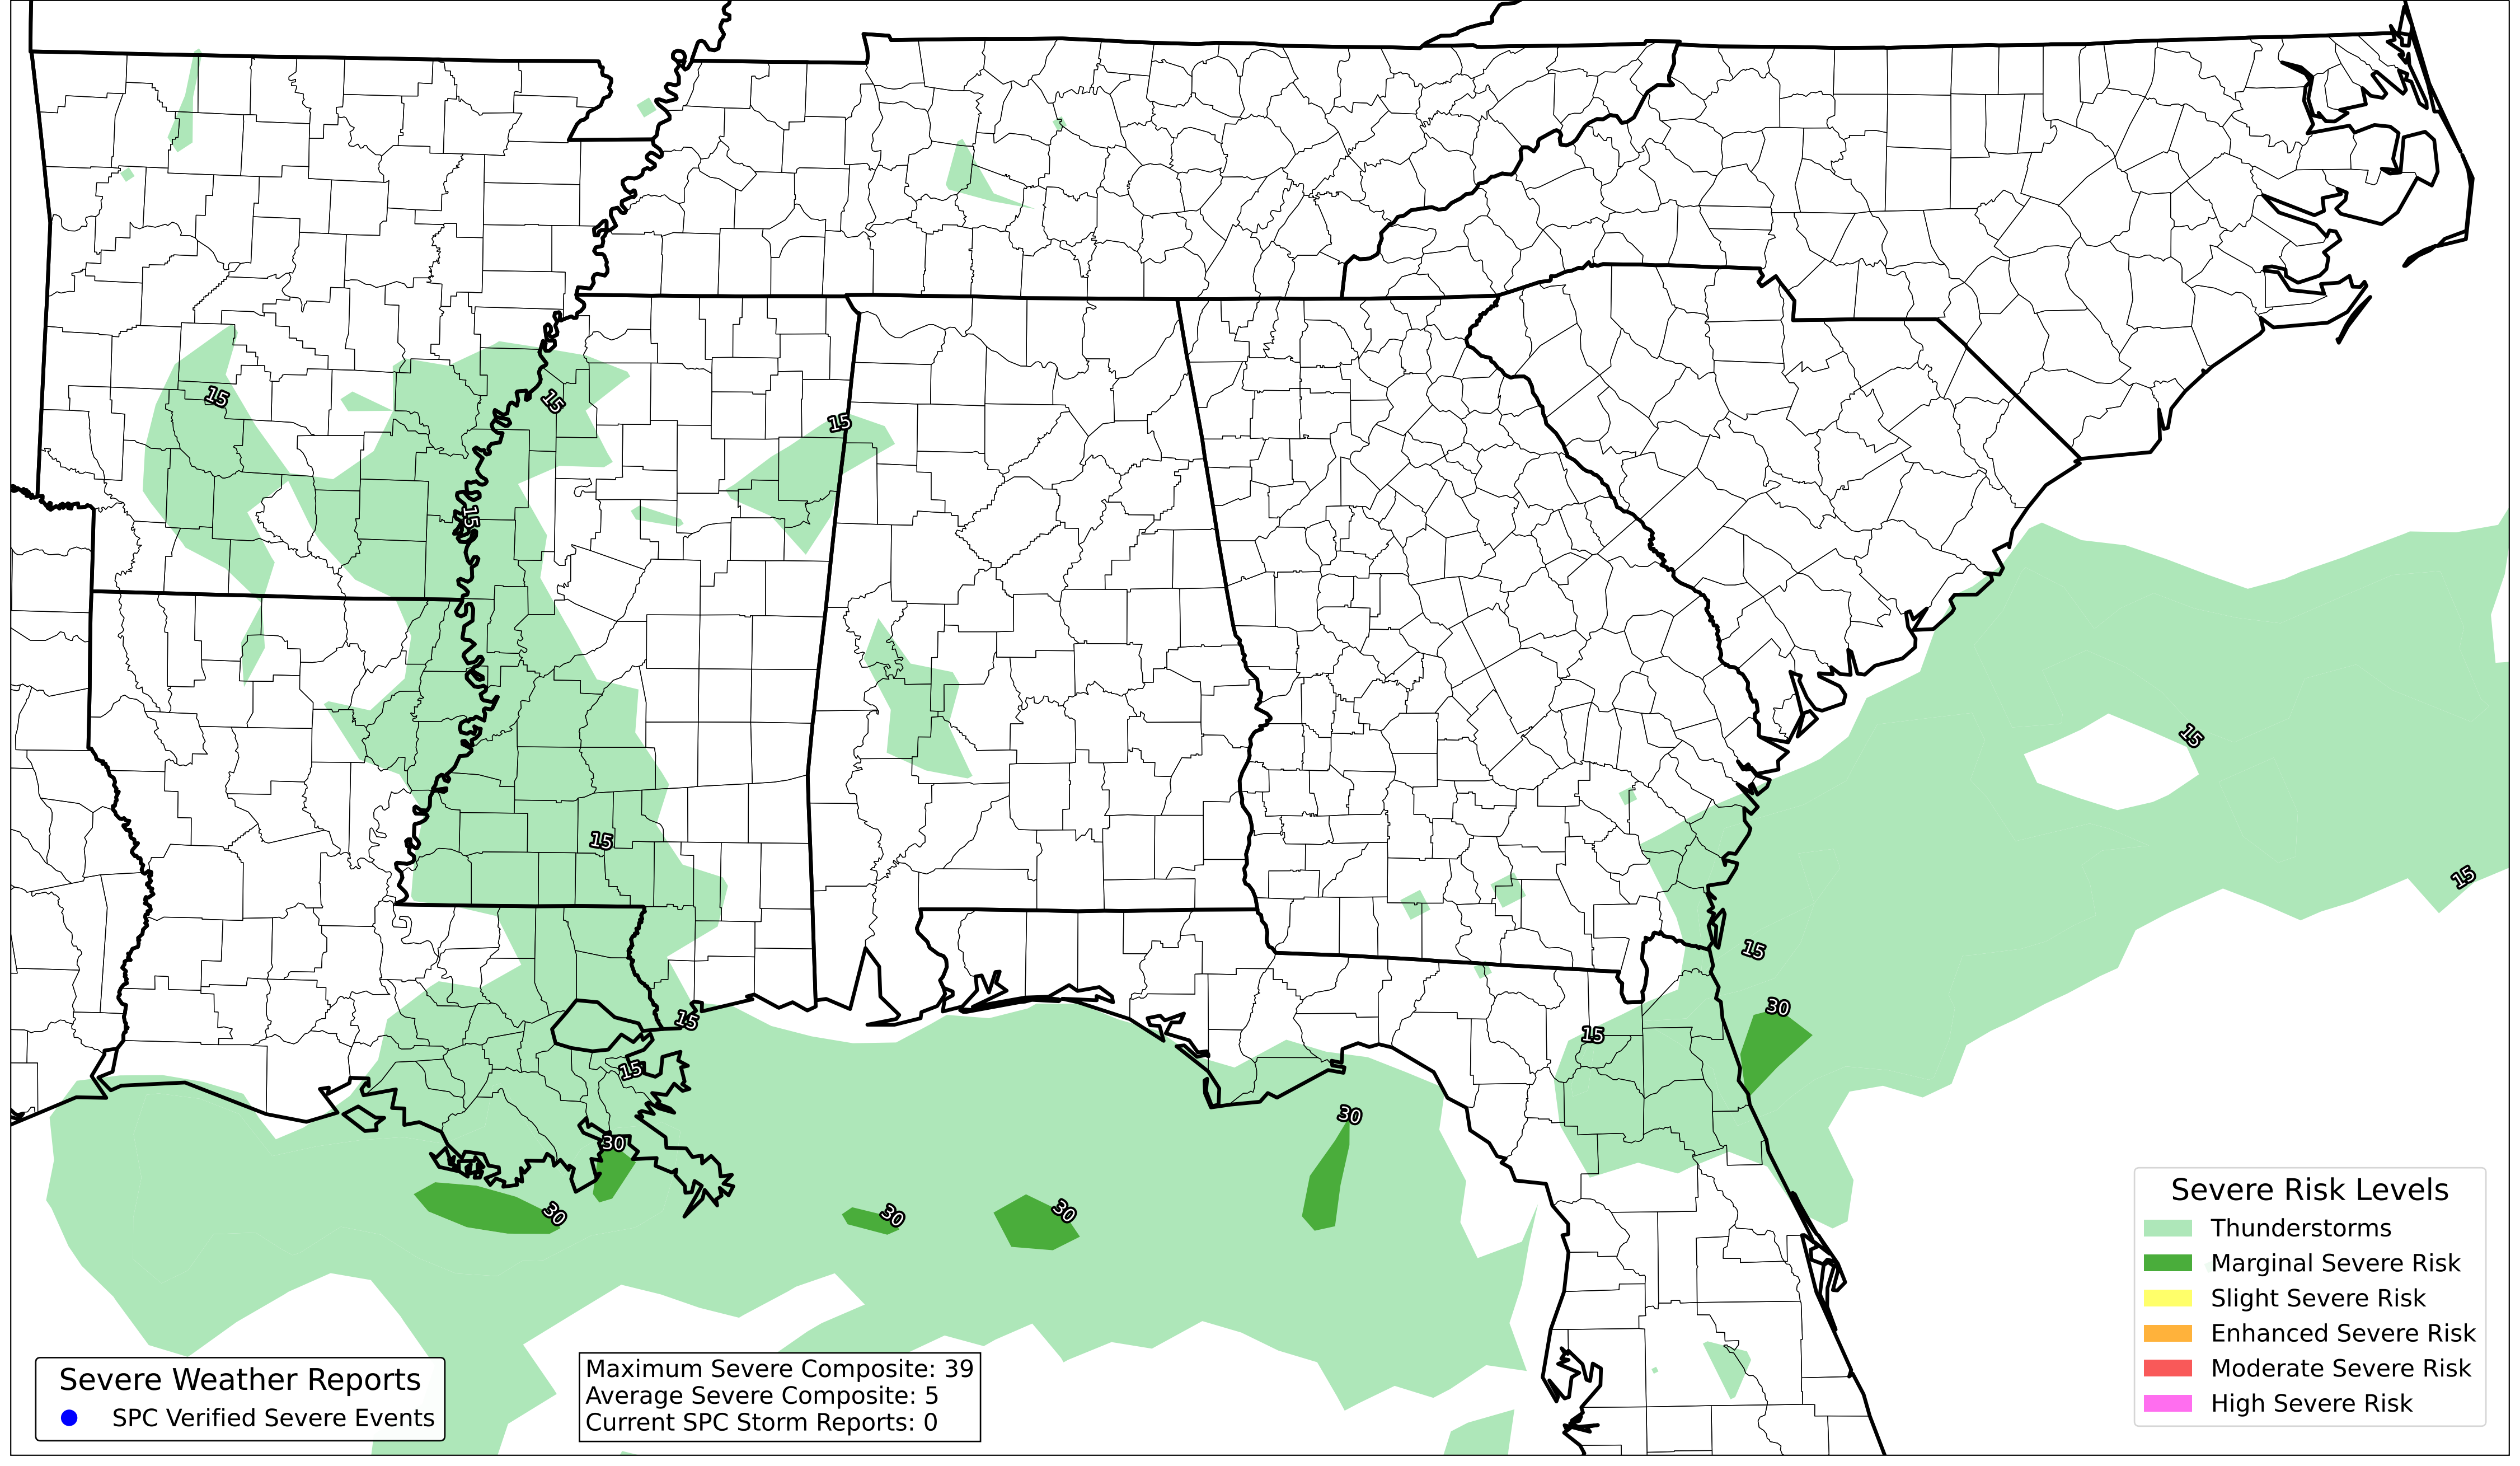 15
15
15
15
15
15
15
15
15
15
30
15
15
30
30
30
30
30
Severe Risk Levels
Thunderstorms
Marginal Severe Risk
Slight Severe Risk
Enhanced Severe Risk
Moderate Severe Risk
High Severe Risk
Severe Weather Reports
SPC Verified Severe Events
Maximum Severe Composite: 39
Average Severe Composite: 5
Current SPC Storm Reports: 0